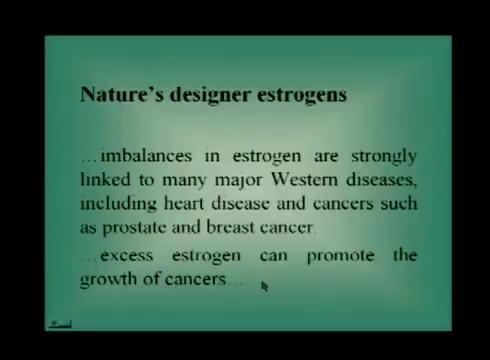 Nature's designer estrogens
...imbalances in estrogen are strongly
linked to many major Western diseases,
including heart disease and cancers such
as prostate and breast cancer.
...excess estrogen can promote the
growth of cancers...